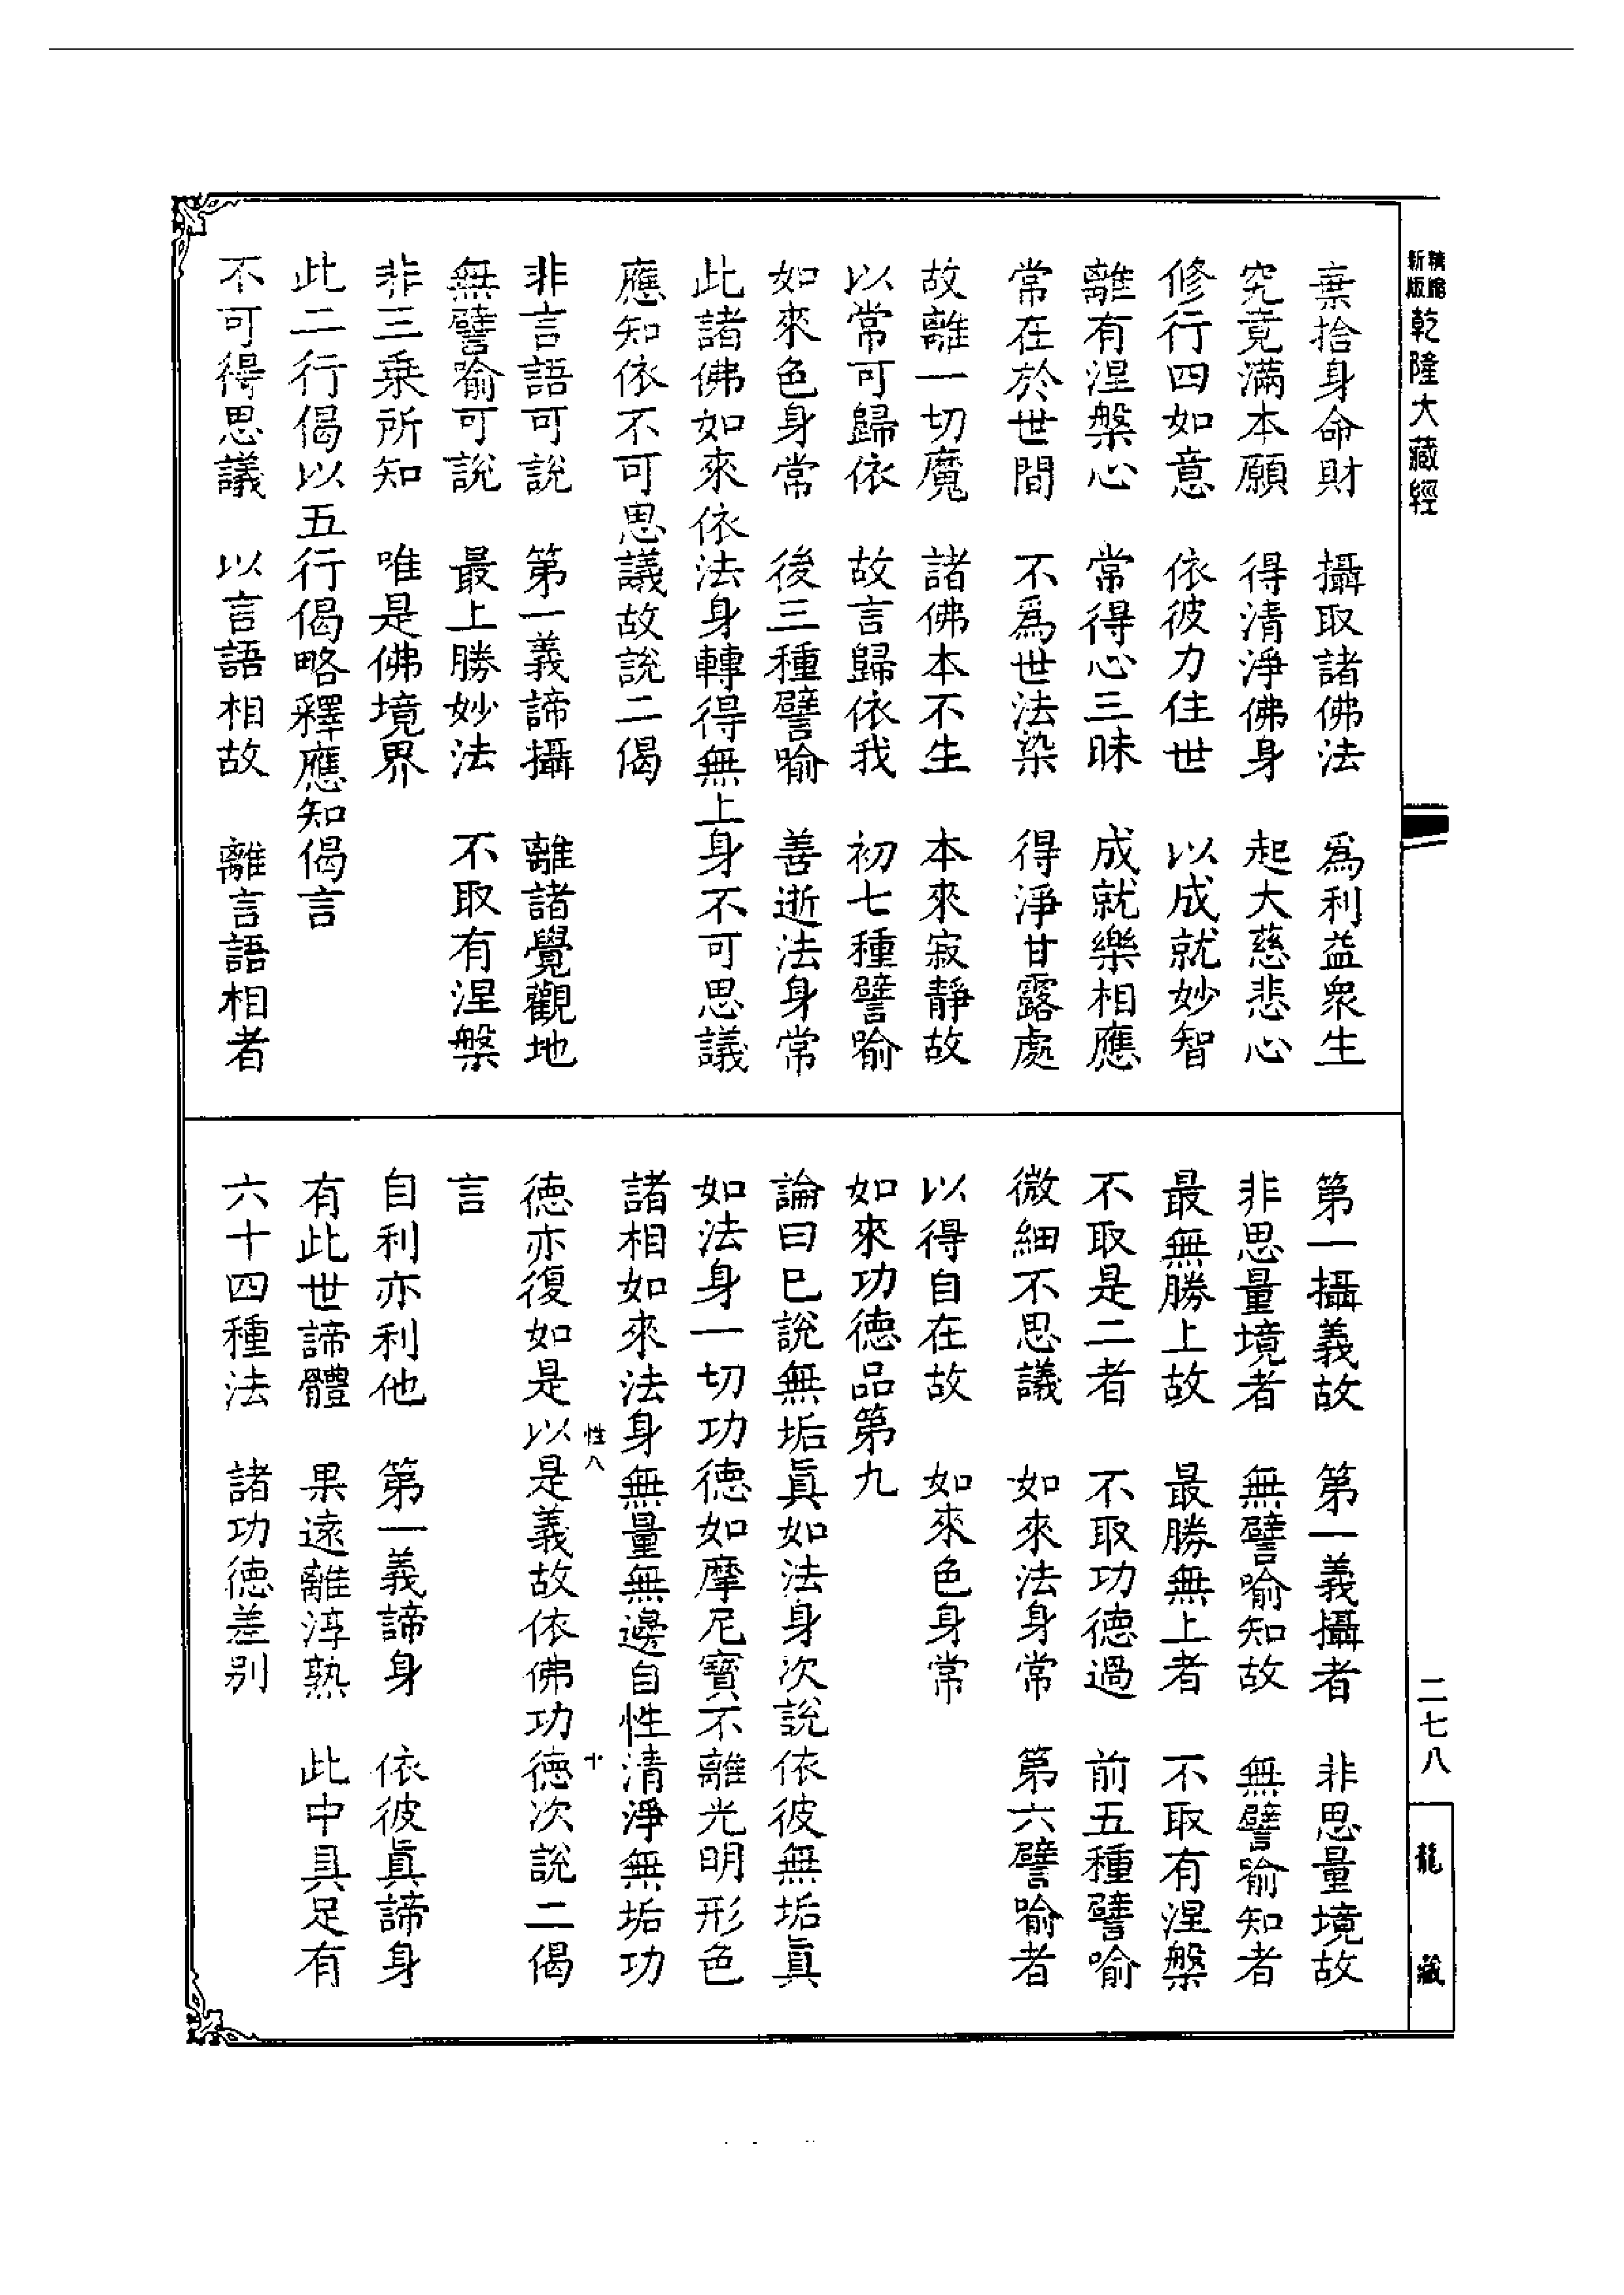 新版
精縮
乾隆大藏經
棄捨身命財　攝取諸佛法　爲利益衆生
究竟滿本願　得清淨佛身　起大慈悲心
修行四如意　依彼力住世　以成就妙智
離有涅槃心　常得心三昧　成就樂相應
常在於世間　不爲世法染　得淨甘露處
故離一切魔　諸佛本不生　本來寂靜故
以常可歸依　故言歸依我　初七種譬喻
如來色身常　後三種譬喻　善逝法身常
此諸佛如來依法身轉得無上身不可思議
應知依不可思議故說二偈
非言語可說　第一義諦攝　離諸覺觀地
無譬喻可說　最上勝妙法　不取有涅槃
非三乘所知　唯是佛境界
此二行偈以五行偈略釋應知偈言
不可得思議　以言語相故　離言語相者
第一攝義故　第一義攝者　非思量境故
非思量境者　無譬喻知故　無譬喻知者
最無勝上故　最勝無上者　不取有涅槃
不取是二者　不取功德過　前五種譬喻
微細不思議　如來法身常　第六譬喻者
以得自在故　如來色身常
如來功德品第九
論曰已說無垢眞如法身次說依彼無垢眞
如法身一切功德如摩尼寶不離光明形色
諸相如來法身無量無邊自性清淨無垢功
性八　十
德亦復如是以是義故依佛功德次說二偈
言
自利亦利他　第一義諦身　依彼眞諦身
有此世諦體　果遠離淳熟　此中具足有
六十四種法　諸功德差別
二七八
龍藏